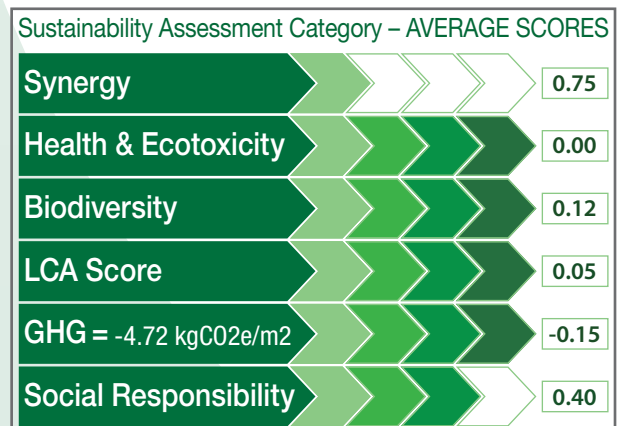 Sustainability Assessment Category – AVERAGE SCORES
Synergy 0.75
Health & Ecotoxicity 0.00
Biodiversity 0.12
LCA Score 0.05
GHG = -4.72 kgCO2e/m2 -0.15
Social Responsibility 0.40